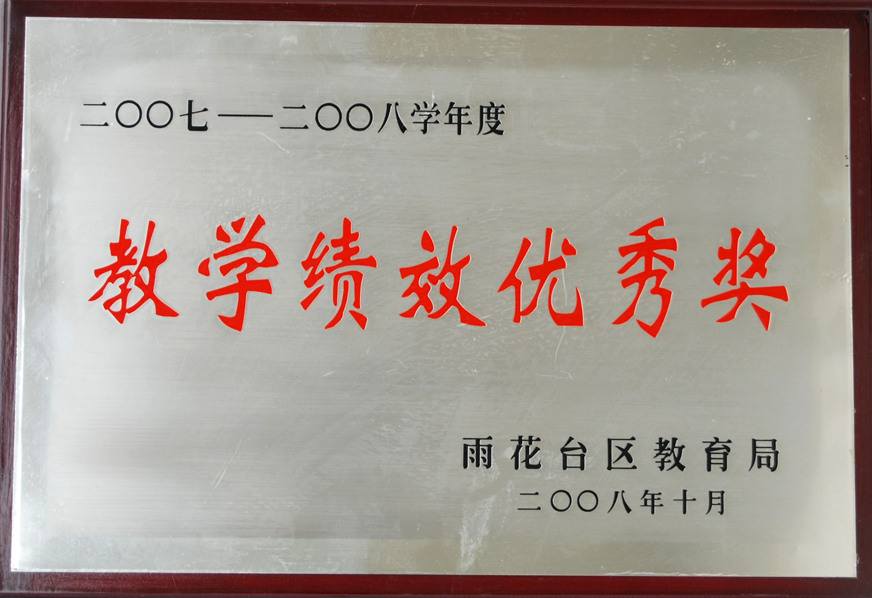 二〇〇七——二〇〇八学年度
教学绩效优秀奖
雨花台区教育局
二〇〇八年十月